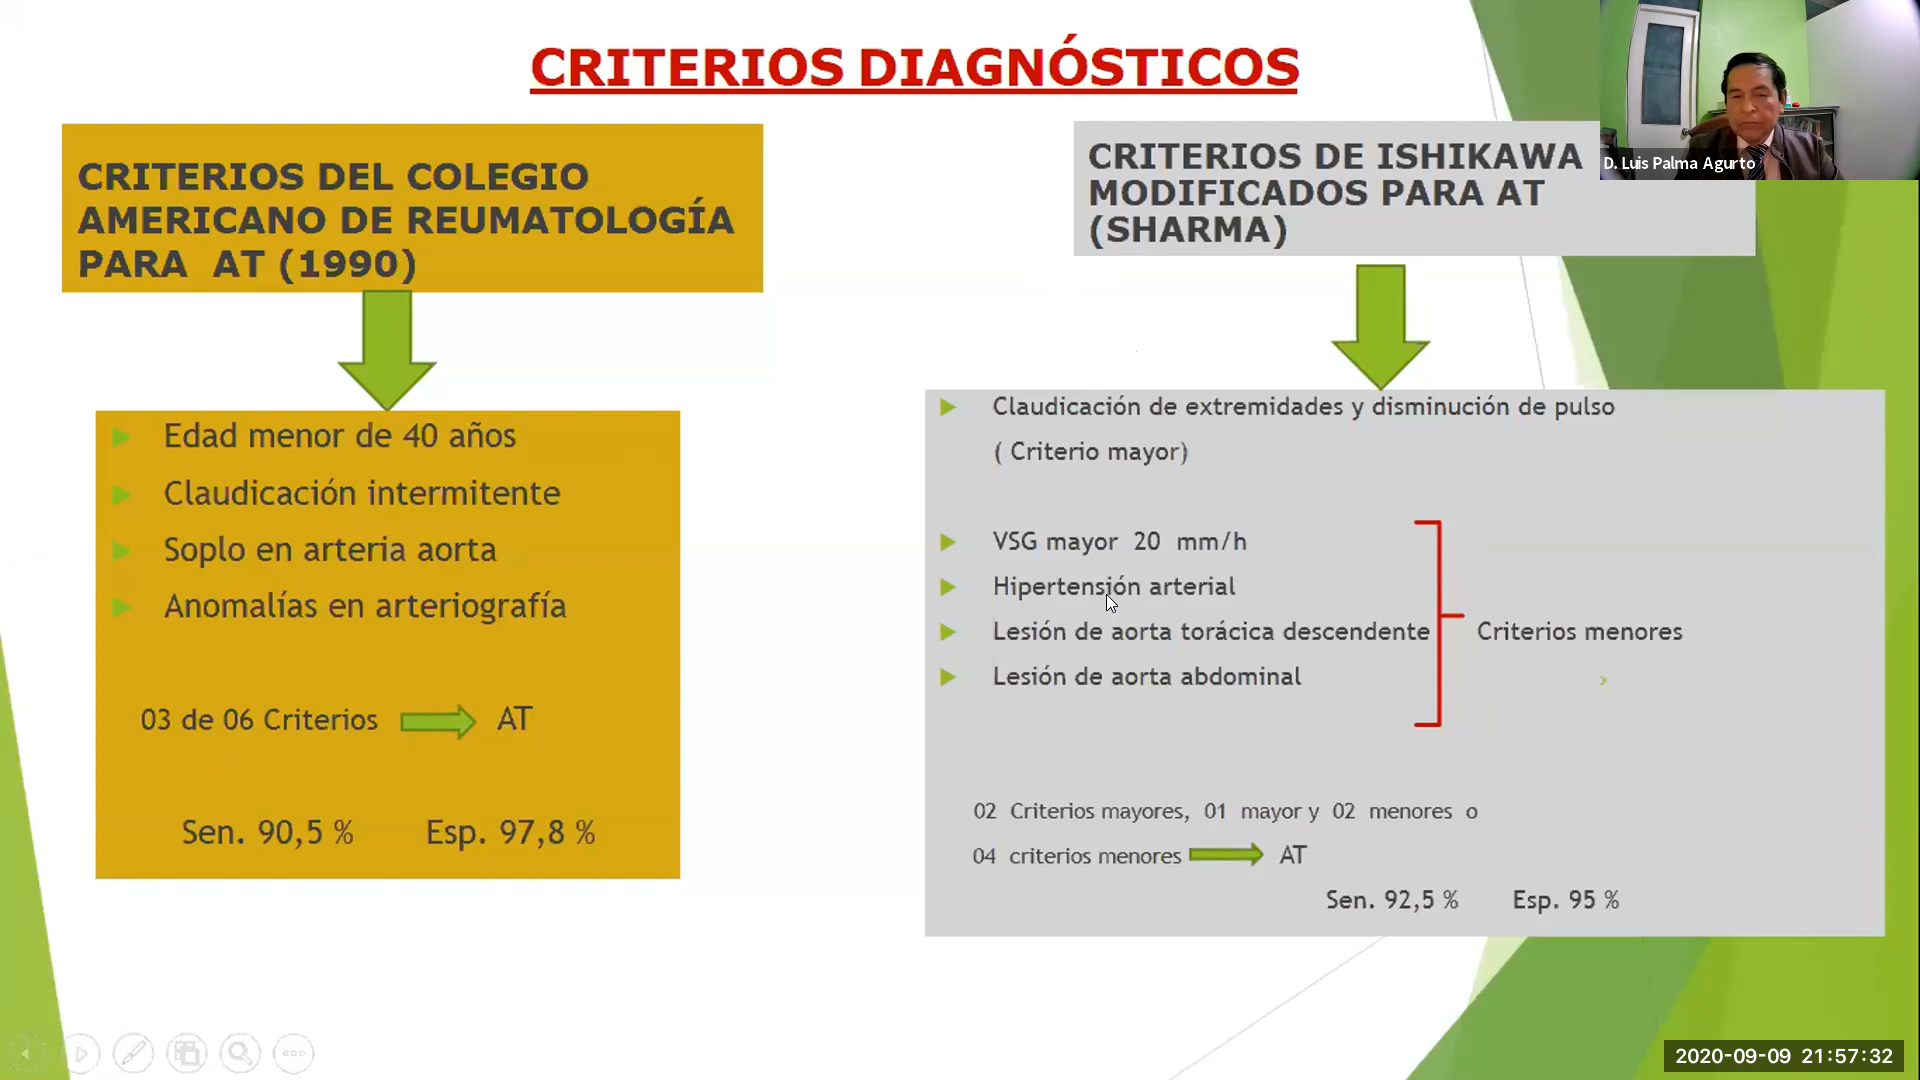 CRITERIOS DIAGNÓSTICOS
CRITERIOS DEL COLEGIO
AMERICANO DE REUMATOLOGÍA
PARA AT (1990)
Edad menor de 40 años
Claudicación intermitente
Soplo en arteria aorta
Anomalías en arteriografía
03 de 06 Criterios AT
Sen. 90,5 % Esp. 97,8 %
CRITERIOS DE ISHIKAWA
MODIFICADOS PARA AT
(SHARMA)
D. Luis Palma Agurto
Claudicación de extremidades y disminución de pulso
( Criterio mayor)
VSG mayor 20 mm/h
Hipertensión arterial
Lesión de aorta torácica descendente
Lesión de aorta abdominal
Criterios menores
02 Criterios mayores, 01 mayor y 02 menores o
04 criterios menores AT
Sen. 92,5 % Esp. 95 %
2020-09-09 21:57:32